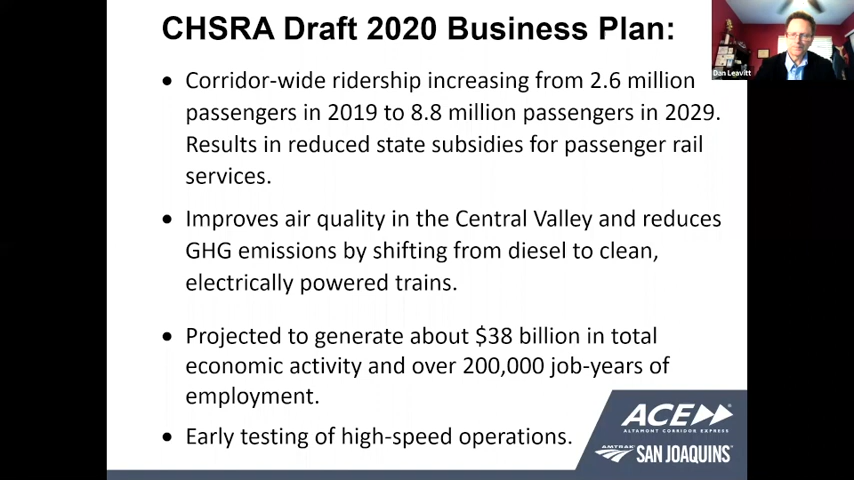 CHSRA Draft 2020 Business Plan:
Dan Leavitt
• Corridor-wide ridership increasing from 2.6 million
passengers in 2019 to 8.8 million passengers in 2029.
Results in reduced state subsidies for passenger rail
services.
• Improves air quality in the Central Valley and reduces
GHG emissions by shifting from diesel to clean,
electrically powered trains.
• Projected to generate about $38 billion in total
economic activity and over 200,000 job-years of
employment.
• Early testing of high-speed operations.
ACE®
ALTAMONT CORRIDOR EXPRESS
AMTRAK SAN JOAQUINS